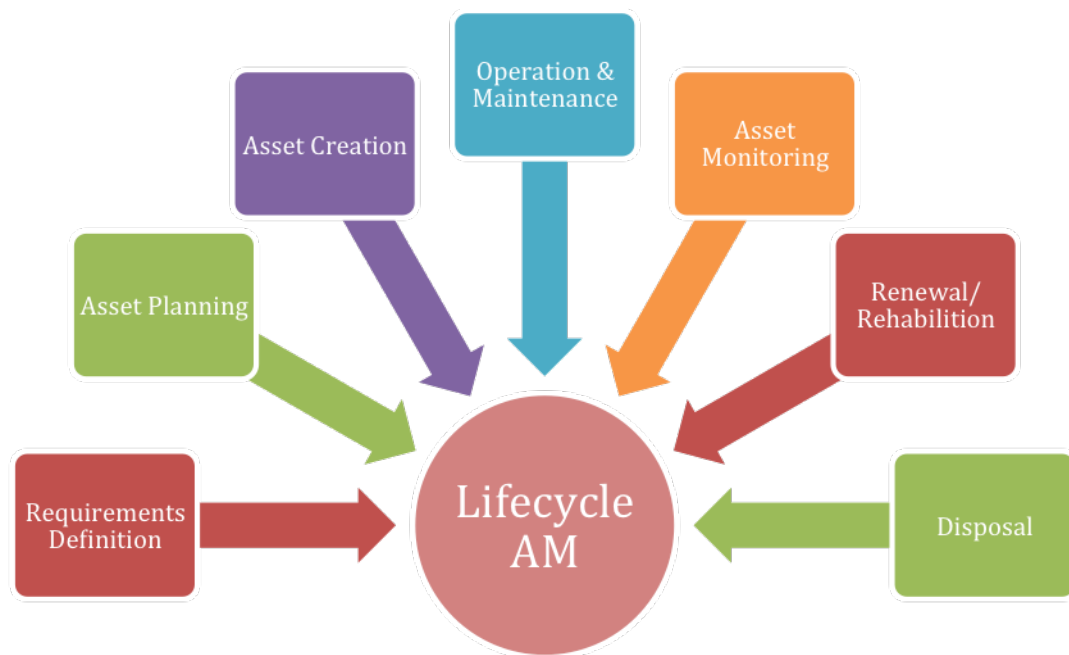 Operation &
Maintenance
Asset Creation
Asset
Monitoring
Asset Planning
Renewal/
Rehabilition
Requirements
Definition
Lifecycle
AM
Disposal